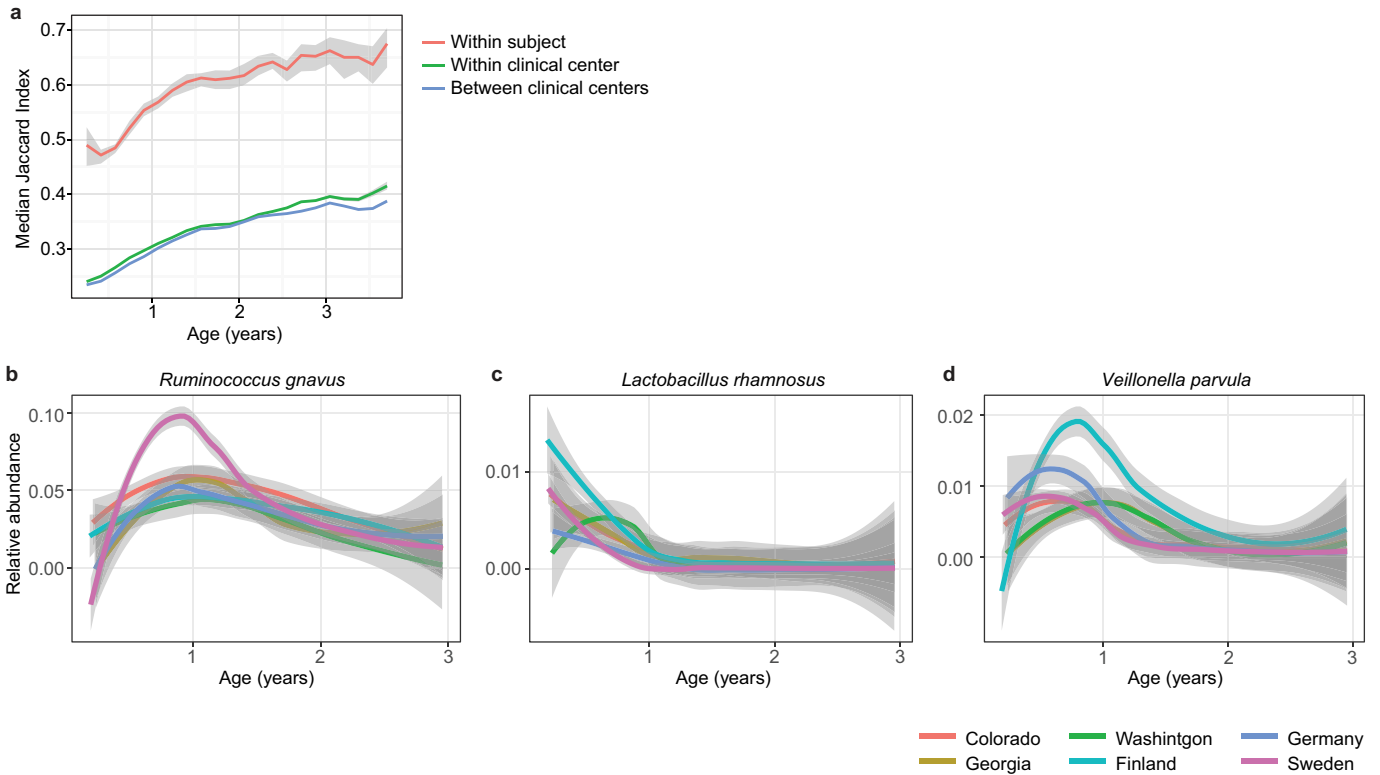 a
0.7
0.6
0.5
0.4
0.3
Median Jaccard Index
1 2 3
Age (years)
Within subject
Within clinical center
Between clinical centers
b
Ruminococcus gnavus
0.10
0.05
0.00
Relative abundance
1 2 3
Age (years)
c
Lactobacillus rhamnosus
0.01
0.00
1 2 3
Age (years)
d
Veillonella parvula
0.02
0.01
0.00
1 2 3
Age (years)
Colorado Washintgon Germany
Georgia Finland Sweden